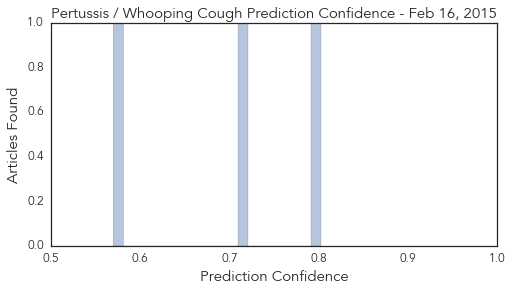 Pertussis / Whooping Cough Prediction Confidence - Feb 16, 2015
1.0
0.8
0.6
0.4
0.2
0.0
Articles Found
0.5 0.6 0.7 0.8 0.9 1.0
Prediction Confidence